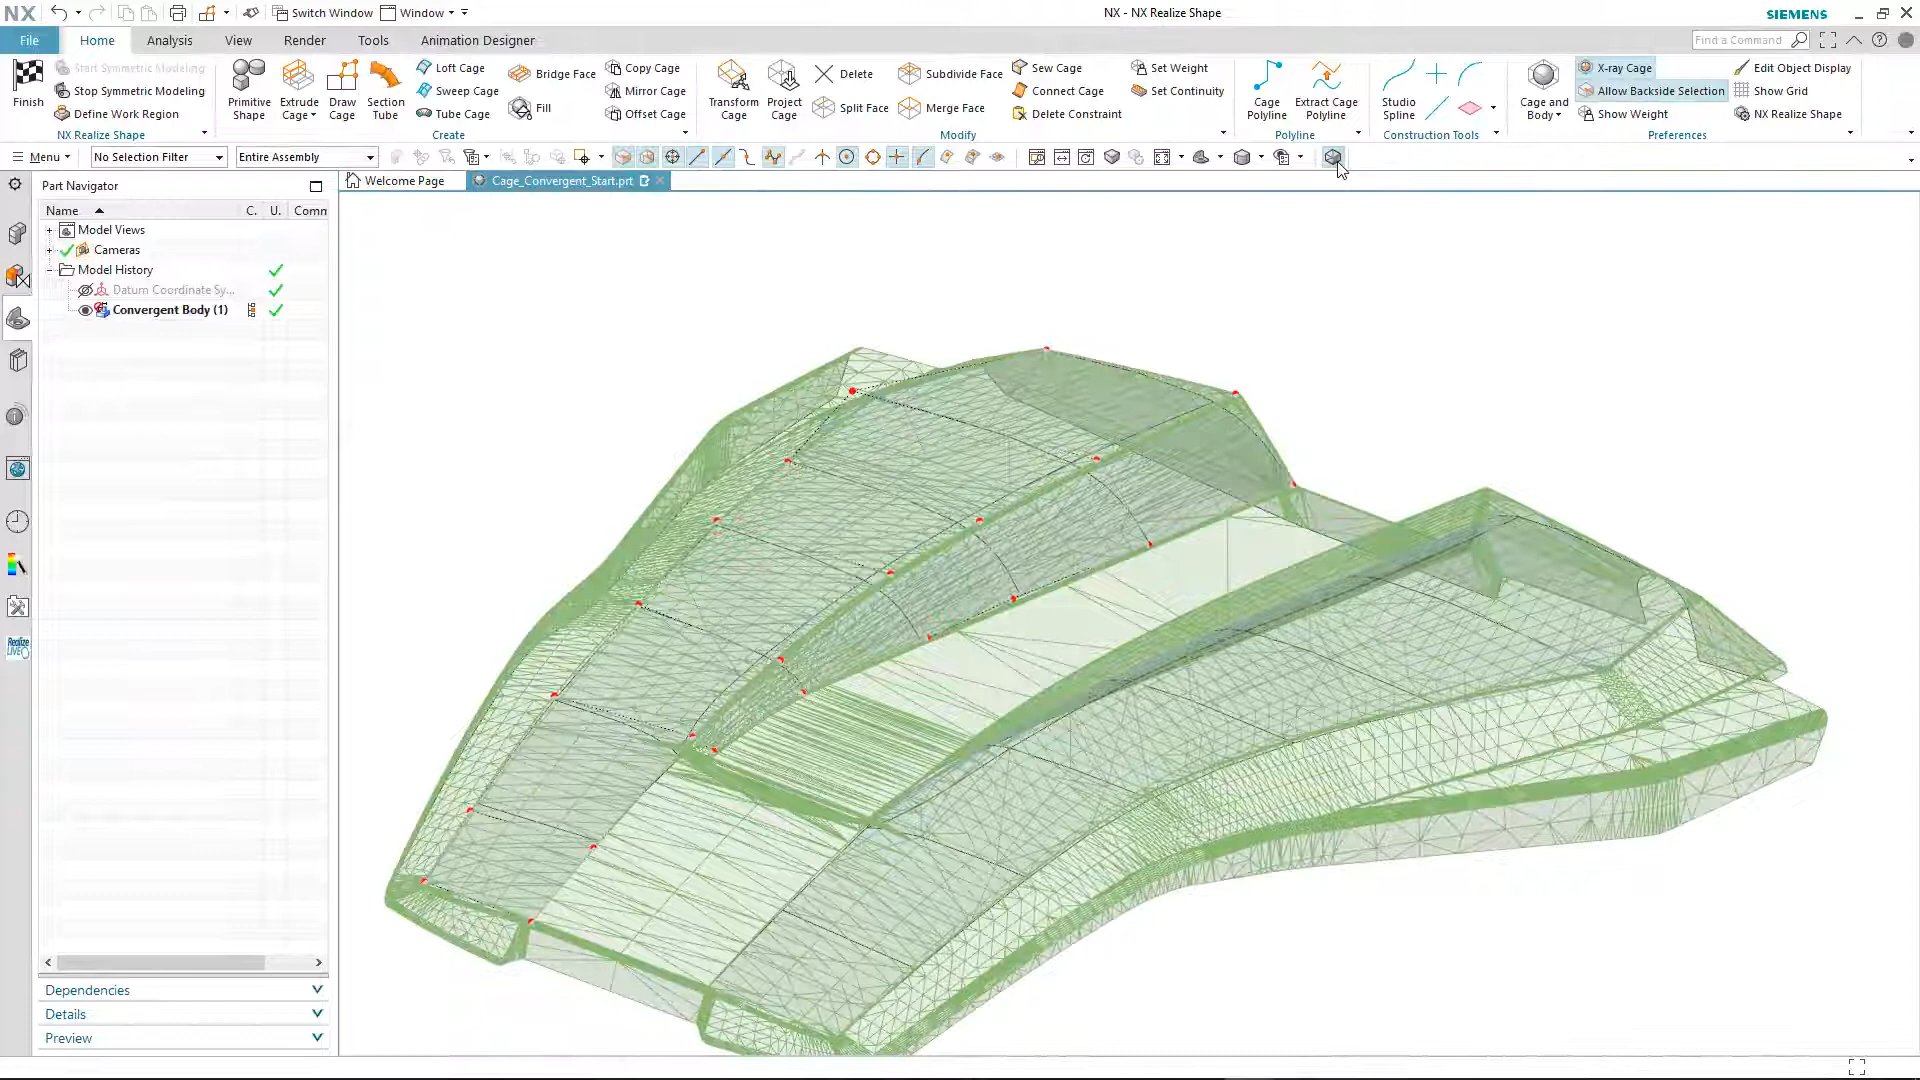 NX
Switch Window
Window
NX - NX Realize Shape
SIEMENS
File
Home
Analysis
View
Render
Tools
Animation Designer
Find a Command
Finish
Start Symmetric Modeling
Stop Symmetric Modeling
Define Work Region
NX Realize Shape
Primitive Shape
Extrude Cage
Draw Cage
Section Tube
Loft Cage
Sweep Cage
Tube Cage
Bridge Face
Fill
Copy Cage
Mirror Cage
Offset Cage
Create
Transform Cage
Project Cage
Delete
Split Face
Subdivide Face
Merge Face
Sew Cage
Connect Cage
Delete Constraint
Set Weight
Set Continuity
Modify
Cage Polyline
Extract Cage Polyline
Polyline
Studio Spline
Construction Tools
Cage and Body
X-ray Cage
Allow Backside Selection
Show Weight
Edit Object Display
Show Grid
NX Realize Shape
Preferences
Menu
No Selection Filter
Entire Assembly
Part Navigator
Welcome Page
Cage_Convergent_Start.prt
Name
C.
U.
Comm
Model Views
Cameras
Model History
Datum Coordinate Sy...
Convergent Body (1)
Realize
LIVE
Dependencies
Details
Preview